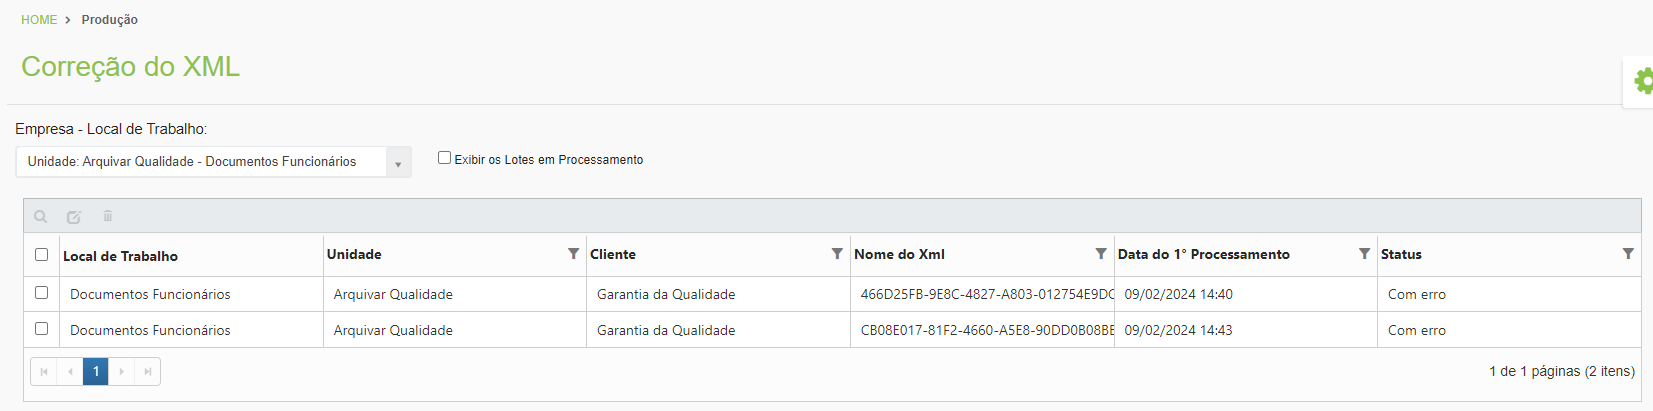 HOME > Produção
Correção do XML
Empresa - Local de Trabalho:
Unidade: Arquivar Qualidade - Documentos Funcionários
Exibir os Lotes em Processamento
Local de Trabalho Unidade Cliente Nome do Xml Data do 1° Processamento Status
Documentos Funcionários Arquivar Qualidade Garantia da Qualidade 466D25FB-9E8C-4827-A803-012754E9DC 09/02/2024 14:40 Com erro
Documentos Funcionários Arquivar Qualidade Garantia da Qualidade CB08E017-81F2-4660-A5E8-90DD0B08BE 09/02/2024 14:43 Com erro
1
1 de 1 páginas (2 itens)